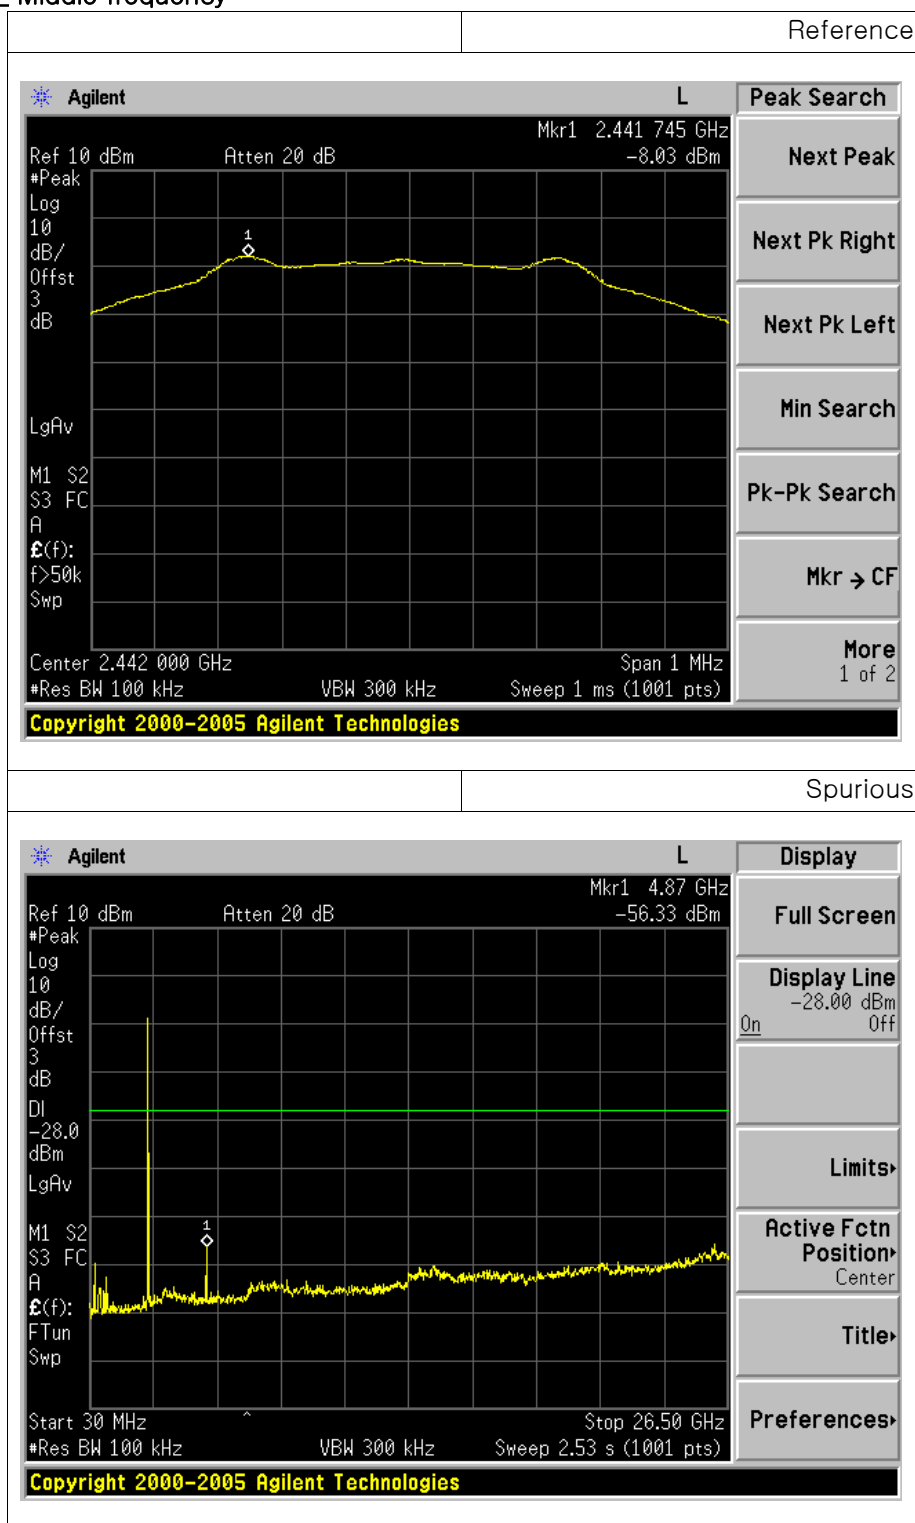 Middle frequency
Reference
Agilent L Peak Search
Mkr1 2.441 745 GHz
Ref 10 dBm Atten 20 dB -8.03 dBm
#Peak
Log
10
dB/
Offst
3
dB
1
LgAv
M1 S2
S3 FC
A
£(f):
f>50k
Swp
Center 2.442 000 GHz Span 1 MHz
#Res BW 100 kHz VBW 300 kHz Sweep 1 ms (1001 pts)
Copyright 2000-2005 Agilent Technologies
Next Peak
Next Pk Right
Next Pk Left
Min Search
Pk-Pk Search
Mkr → CF
More
1 of 2
Spurious
Agilent L Display
Mkr1 4.87 GHz
Ref 10 dBm Atten 20 dB -56.33 dBm
#Peak
Log
10
dB/
Offst
3
dB
DI
-28.0
dBm
LgAv
1
M1 S2
S3 FC
A
£(f):
FTun
Swp
Start 30 MHz ^ Stop 26.50 GHz
#Res BW 100 kHz VBW 300 kHz Sweep 2.53 s (1001 pts)
Copyright 2000-2005 Agilent Technologies
Full Screen
Display Line
-28.00 dBm
On Off
Limits▸
Active Fctn
Position▸
Center
Title▸
Preferences▸